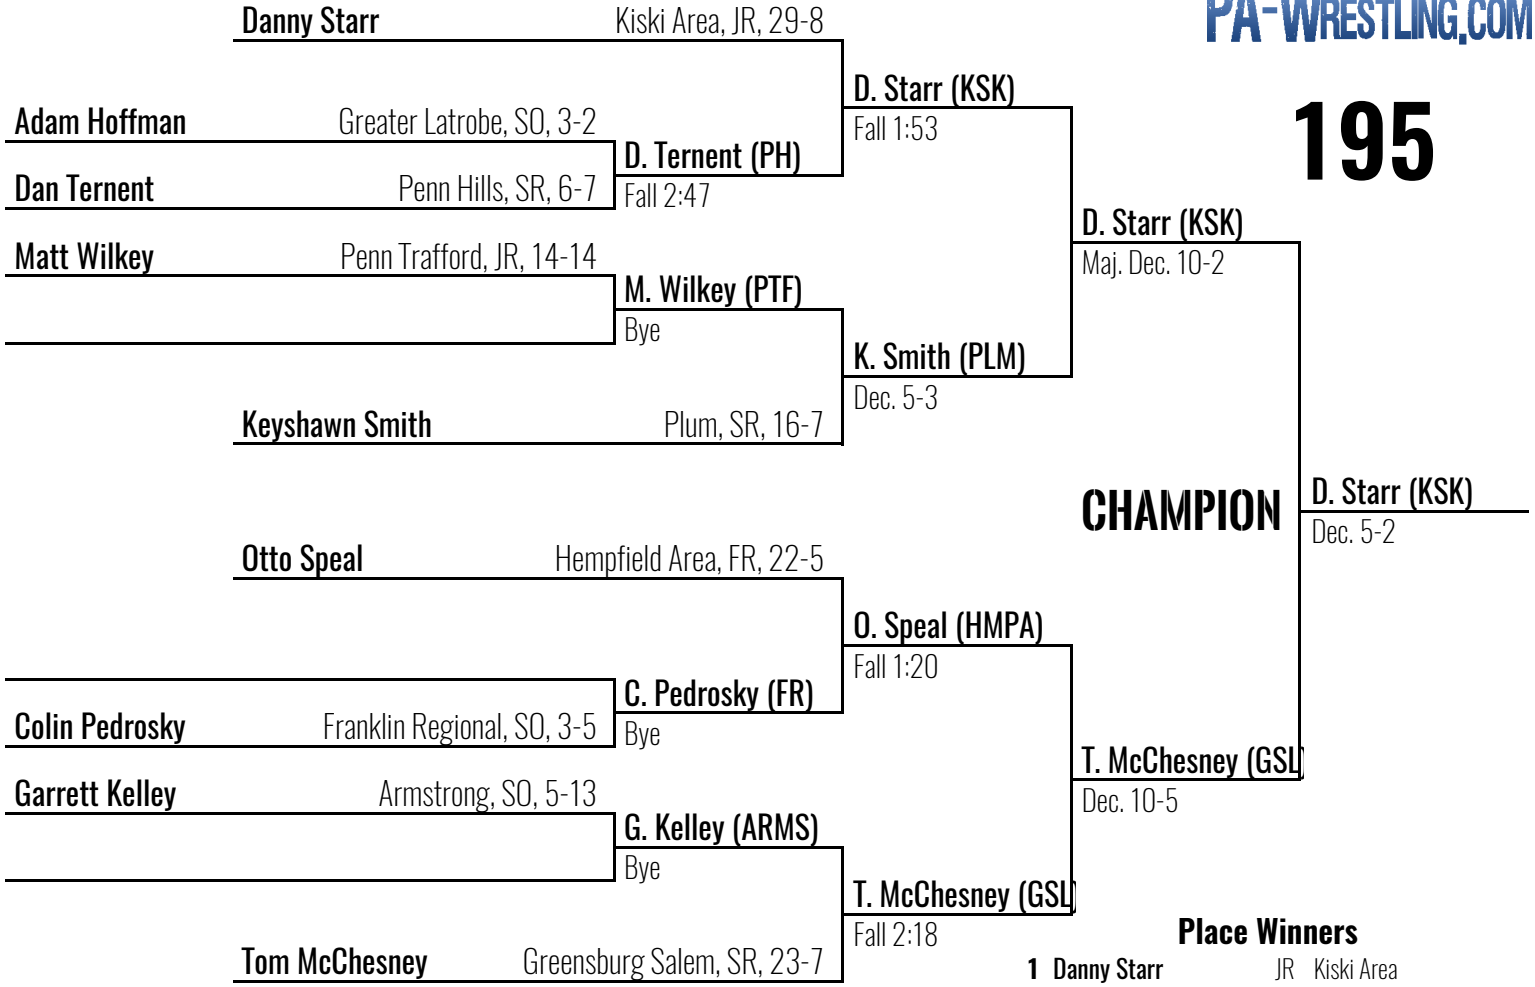 Danny Starr Kiski Area, JR, 29-8
PA-WRESTLING.COM
D. Starr (KSK)
Fall 1:53
195
Adam Hoffman Greater Latrobe, SO, 3-2
D. Ternent (PH)
Fall 2:47
Dan Ternent Penn Hills, SR, 6-7
D. Starr (KSK)
Maj. Dec. 10-2
Matt Wilkey Penn Trafford, JR, 14-14
M. Wilkey (PTF)
Bye
K. Smith (PLM)
Dec. 5-3
Keyshawn Smith Plum, SR, 16-7
CHAMPION
D. Starr (KSK)
Dec. 5-2
Otto Speal Hempfield Area, FR, 22-5
O. Speal (HMPA)
Fall 1:20
C. Pedrosky (FR)
Bye
Colin Pedrosky Franklin Regional, SO, 3-5
T. McChesney (GSL)
Dec. 10-5
Garrett Kelley Armstrong, SO, 5-13
G. Kelley (ARMS)
Bye
T. McChesney (GSL)
Fall 2:18
Tom McChesney Greensburg Salem, SR, 23-7
Place Winners
1 Danny Starr JR Kiski Area